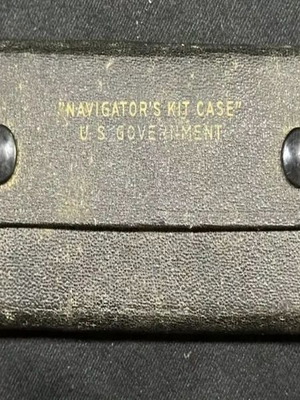 "NAVIGATOR'S KIT CASE"
U.S. GOVERNMENT